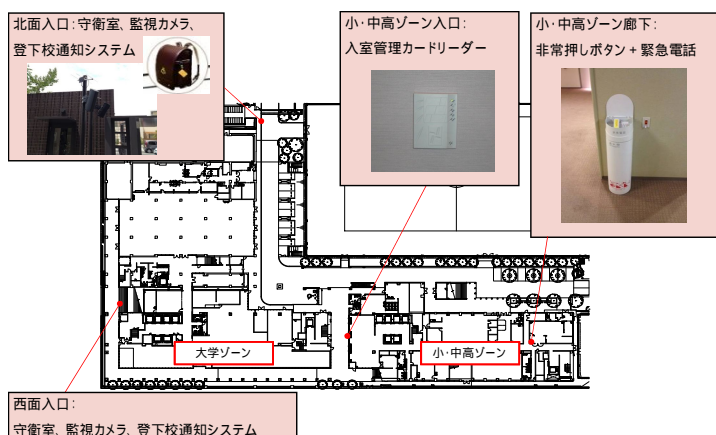 北面入口:守衛室、監視カメラ、
登下校通知システム
小・中高ゾーン入口:
入室管理カードリーダー
小・中高ゾーン廊下:
非常押しボタン + 緊急電話
大学ゾーン
小・中高ゾーン
西面入口:
守衛室、監視カメラ、登下校通知システム